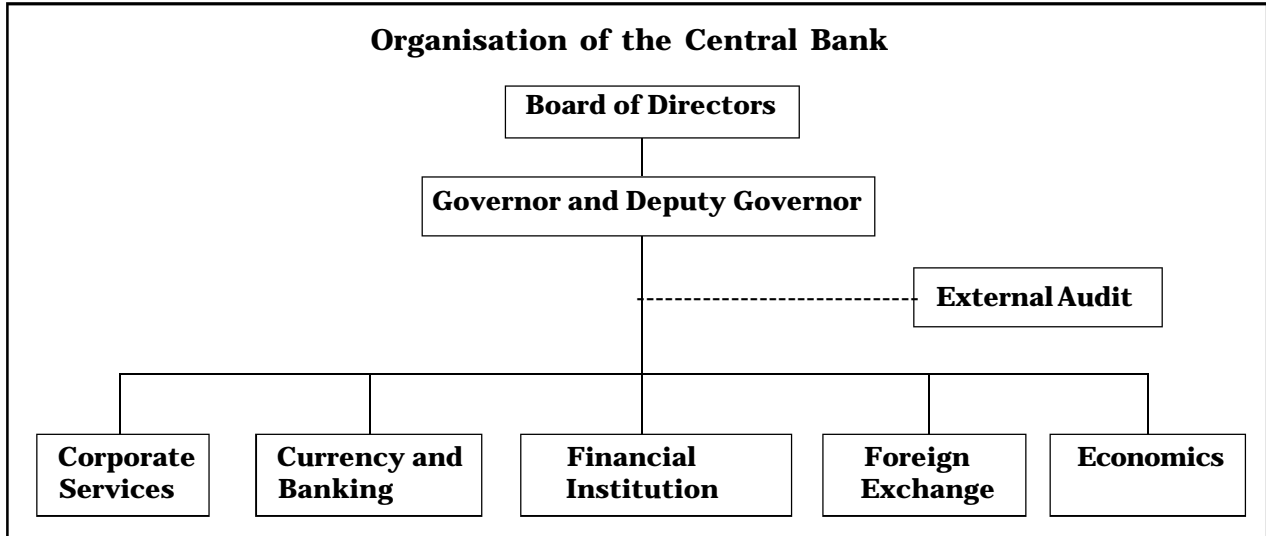 Organisation of the Central Bank
Board of Directors
Governor and Deputy Governor
External Audit
Corporate
Services
Currency and
Banking
Financial
Institution
Foreign
Exchange
Economics